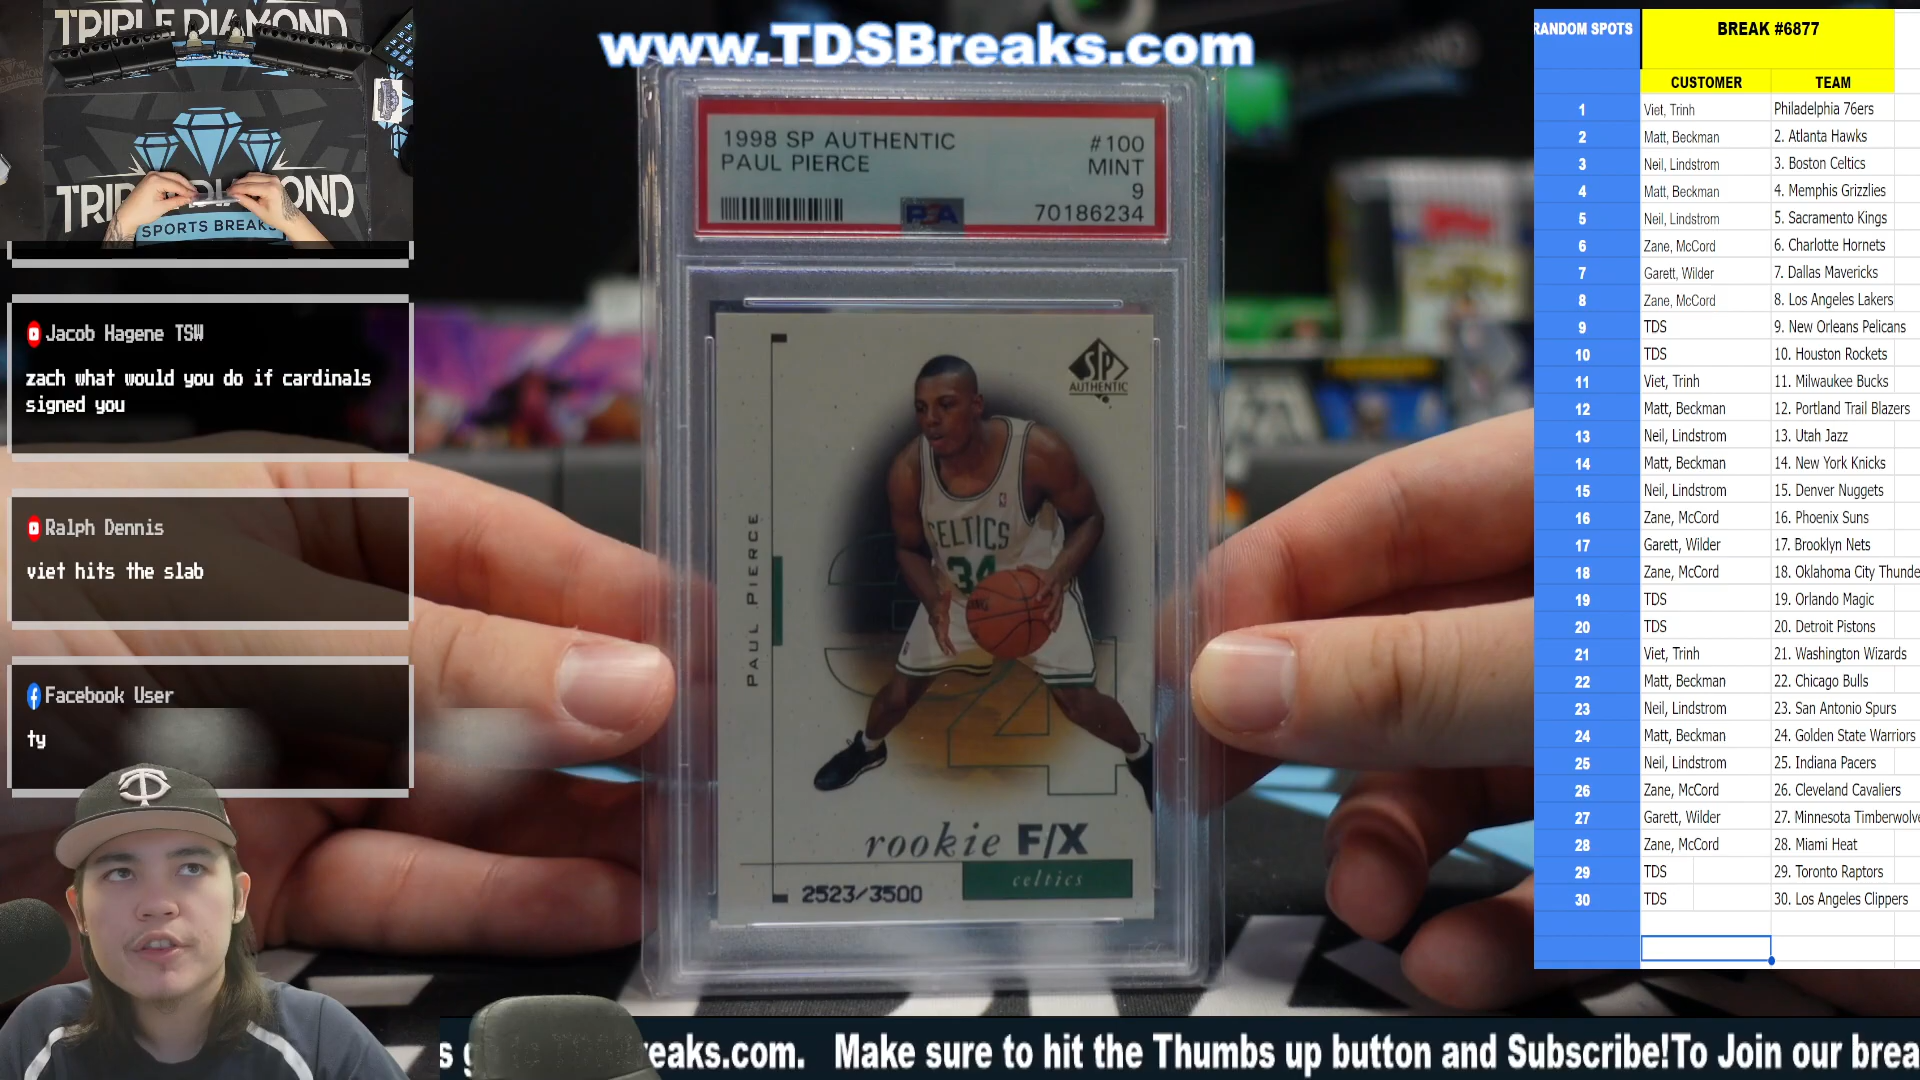 TRIPLE DIAMOND
TRIPLE DIAMOND
SPORTS BREAKS
www.TDSBreaks.com
1998 SP AUTHENTIC #100
PAUL PIERCE MINT
9
PSA 70186234
SP
AUTHENTIC
CELTICS
34
PAUL PIERCE
rookie F/X
celtics
2523/3500
Jacob Hagene TSW
zach what would you do if cardinals
signed you
Ralph Dennis
viet hits the slab
Facebook User
ty
TC
RANDOM SPOTS BREAK #6877
CUSTOMER TEAM
1 Viet, Trinh Philadelphia 76ers
2 Matt, Beckman 2. Atlanta Hawks
3 Neil, Lindstrom 3. Boston Celtics
4 Matt, Beckman 4. Memphis Grizzlies
5 Neil, Lindstrom 5. Sacramento Kings
6 Zane, McCord 6. Charlotte Hornets
7 Garett, Wilder 7. Dallas Mavericks
8 Zane, McCord 8. Los Angeles Lakers
9 TDS 9. New Orleans Pelicans
10 TDS 10. Houston Rockets
11 Viet, Trinh 11. Milwaukee Bucks
12 Matt, Beckman 12. Portland Trail Blazers
13 Neil, Lindstrom 13. Utah Jazz
14 Matt, Beckman 14. New York Knicks
15 Neil, Lindstrom 15. Denver Nuggets
16 Zane, McCord 16. Phoenix Suns
17 Garett, Wilder 17. Brooklyn Nets
18 Zane, McCord 18. Oklahoma City Thunde
19 TDS 19. Orlando Magic
20 TDS 20. Detroit Pistons
21 Viet, Trinh 21. Washington Wizards
22 Matt, Beckman 22. Chicago Bulls
23 Neil, Lindstrom 23. San Antonio Spurs
24 Matt, Beckman 24. Golden State Warriors
25 Neil, Lindstrom 25. Indiana Pacers
26 Zane, McCord 26. Cleveland Cavaliers
27 Garett, Wilder 27. Minnesota Timberwolve
28 Zane, McCord 28. Miami Heat
29 TDS 29. Toronto Raptors
30 TDS 30. Los Angeles Clippers
s g reaks.com. Make sure to hit the Thumbs up button and Subscribe!To Join our brea